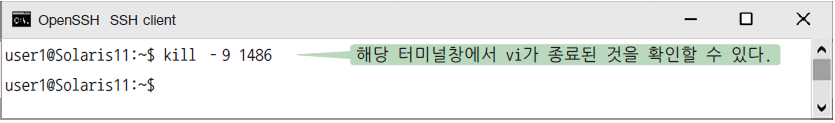 OpenSSH SSH client
user1@Solaris11:~$ kill -9 1486
해당 터미널창에서 vi가 종료된 것을 확인할 수 있다.
user1@Solaris11:~$